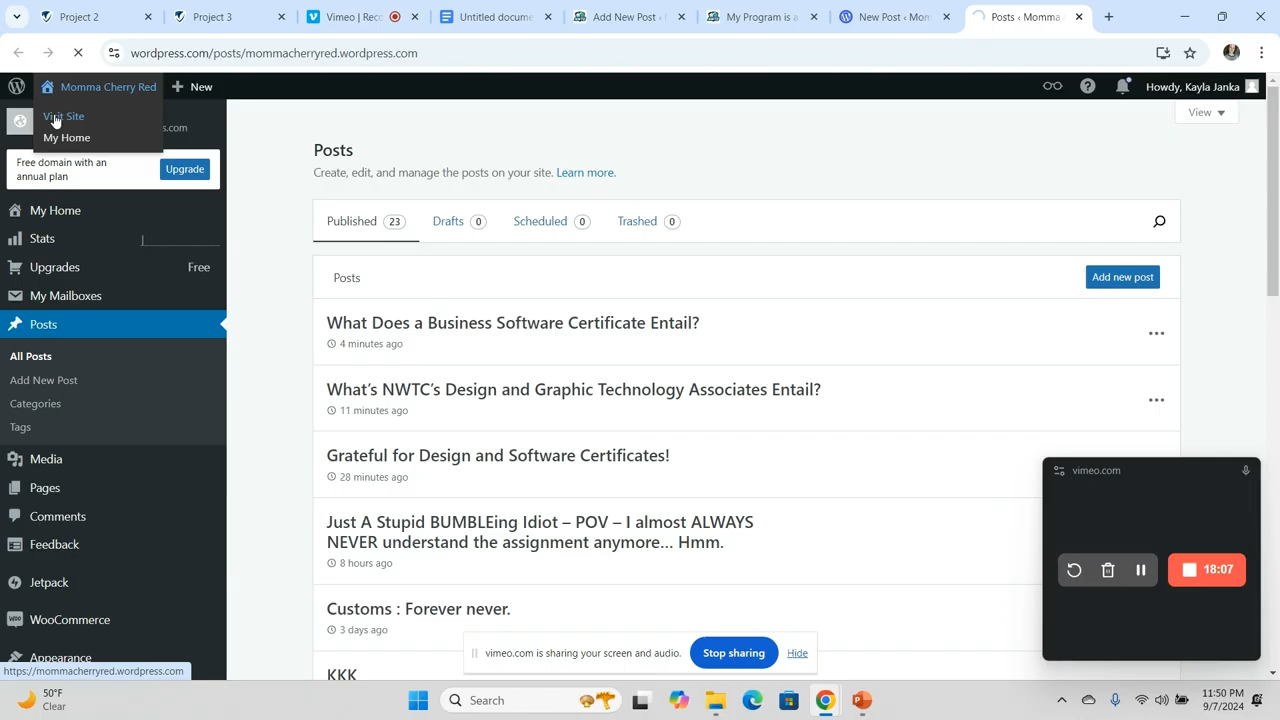 Project 2
Project 3
Vimeo | Rec
Untitled docume
Add New Post ‹
My Program is a
New Post ‹ Mom
Posts ‹ Momma
wordpress.com/posts/mommacherryred.wordpress.com
Momma Cherry Red
New
Howdy, Kayla Janka
Visit Site
s.com
My Home
View
Free domain with an
annual plan
Upgrade
My Home
Stats
Upgrades
Free
My Mailboxes
Posts
All Posts
Add New Post
Categories
Tags
Media
Pages
Comments
Feedback
Jetpack
WooCommerce
Appearance
https://mommacherryred.wordpress.com
Posts
Create, edit, and manage the posts on your site. Learn more.
Published 23
Drafts 0
Scheduled 0
Trashed 0
Posts
Add new post
What Does a Business Software Certificate Entail?
4 minutes ago
What's NWTC's Design and Graphic Technology Associates Entail?
11 minutes ago
Grateful for Design and Software Certificates!
28 minutes ago
Just A Stupid BUMBLEing Idiot – POV – I almost ALWAYS
NEVER understand the assignment anymore… Hmm.
8 hours ago
Customs : Forever never.
3 days ago
KKK
vimeo.com
18:07
vimeo.com is sharing your screen and audio.
Stop sharing
Hide
50°F
Clear
Search
11:50 PM
9/7/2024